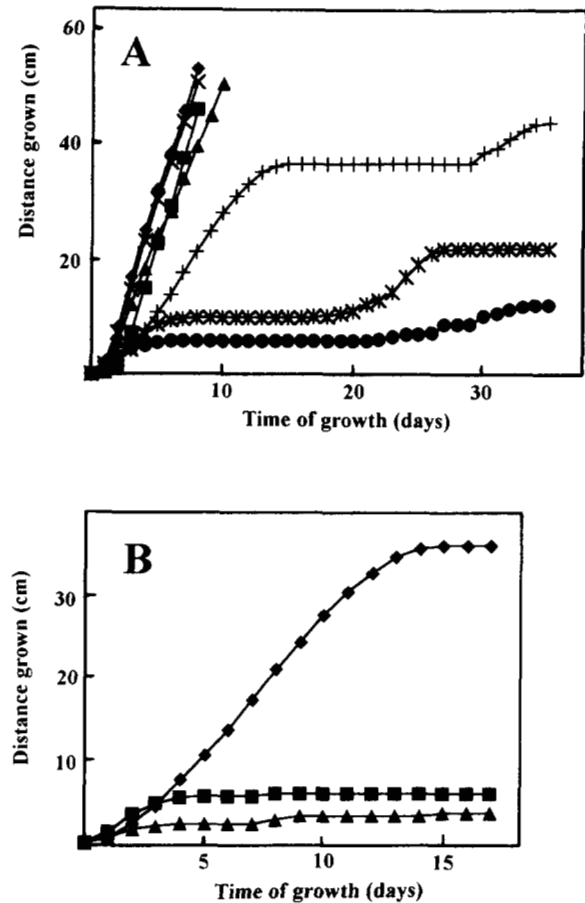 A
60
40
20
Distance grown (cm)
10 20 30
Time of growth (days)
B
30
20
10
Distance grown (cm)
5 10 15
Time of growth (days)